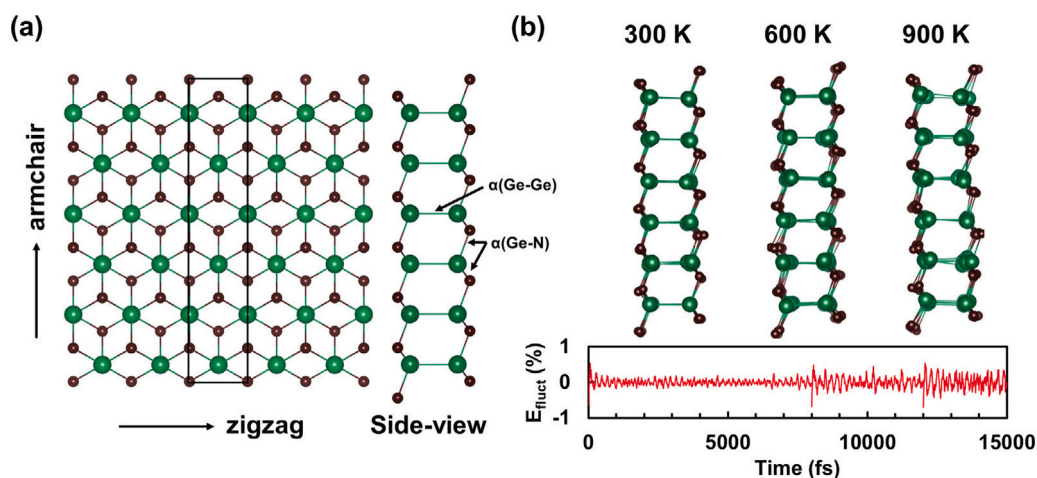 (a)
armchair
zigzag
Side-view
α(Ge-Ge)
α(Ge-N)
(b)
300 K 600 K 900 K
E_fluct (%)
1
0
-1
0 5000 10000 15000
Time (fs)